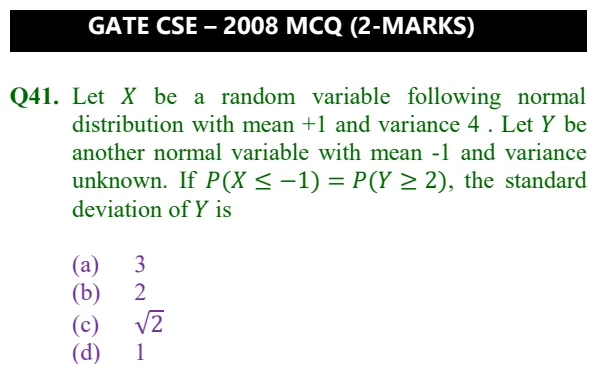 GATE CSE – 2008 MCQ (2-MARKS)
Q41. Let X be a random variable following normal
distribution with mean +1 and variance 4 . Let Y be
another normal variable with mean -1 and variance
unknown. If P(X ≤ −1) = P(Y ≥ 2), the standard
deviation of Y is
(a) 3
(b) 2
(c) √2
(d) 1